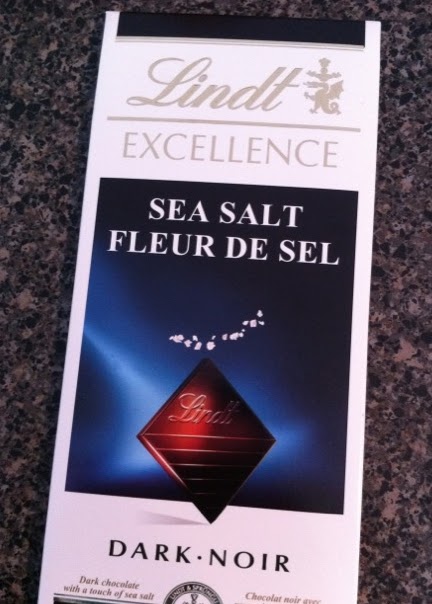 Lindt
EXCELLENCE
SEA SALT
FLEUR DE SEL
Lindt
DARK·NOIR
Dark chocolate
with a touch of sea salt
Chocolat noir avec